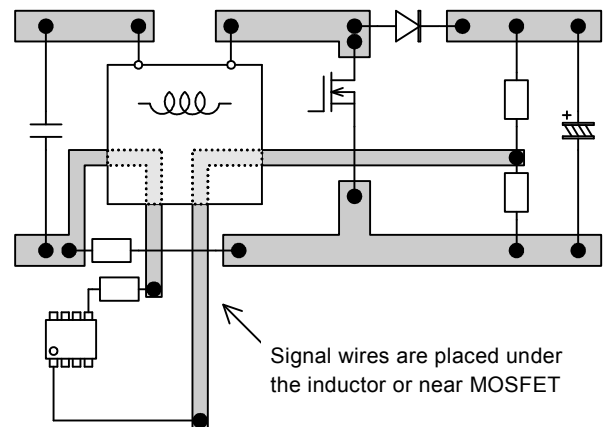 +
Signal wires are placed under
the inductor or near MOSFET